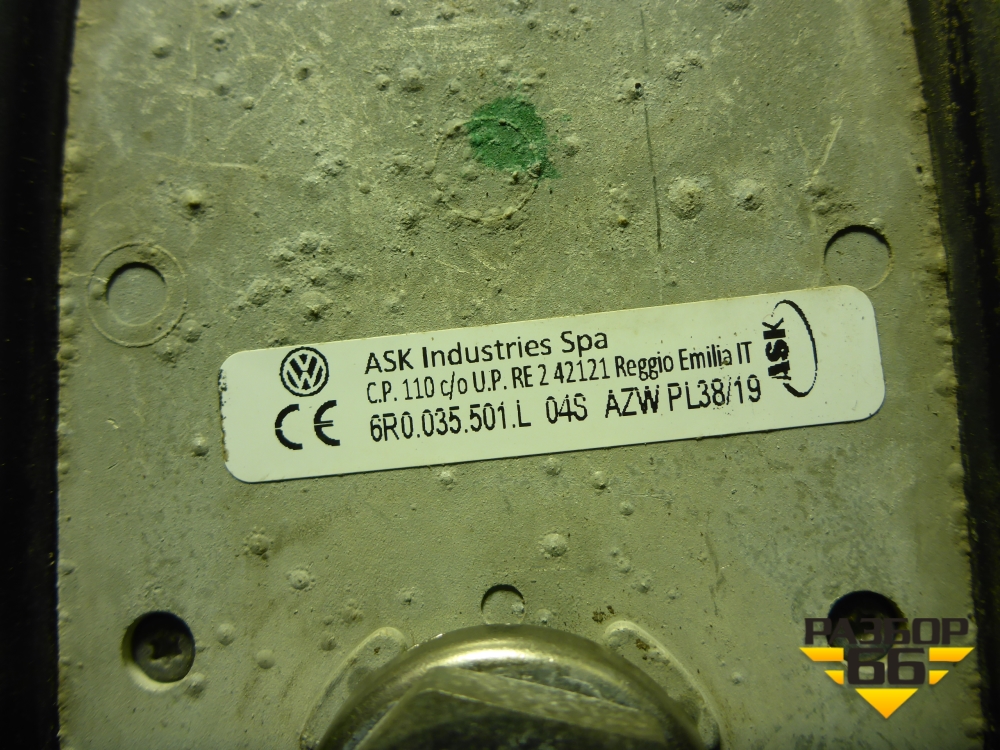 ASK Industries Spa
C.P. 110 c/o U.P. RE 2 42121 Reggio Emilia IT
CE 6R0.035.501.L 04S AZW PL38/19
ASK
РАЗБОР
66